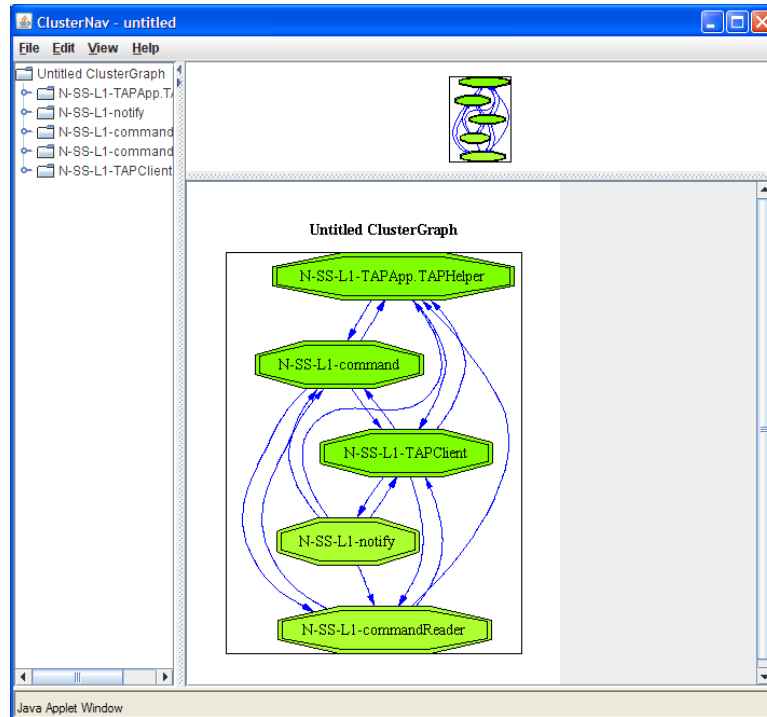 ClusterNav - untitled
File Edit View Help
Untitled ClusterGraph
N-SS-L1-TAPApp.TA
N-SS-L1-notify
N-SS-L1-command
N-SS-L1-command
N-SS-L1-TAPClient
Untitled ClusterGraph
N-SS-L1-TAPApp.TAPHelper
N-SS-L1-command
N-SS-L1-TAPClient
N-SS-L1-notify
N-SS-L1-commandReader
Java Applet Window